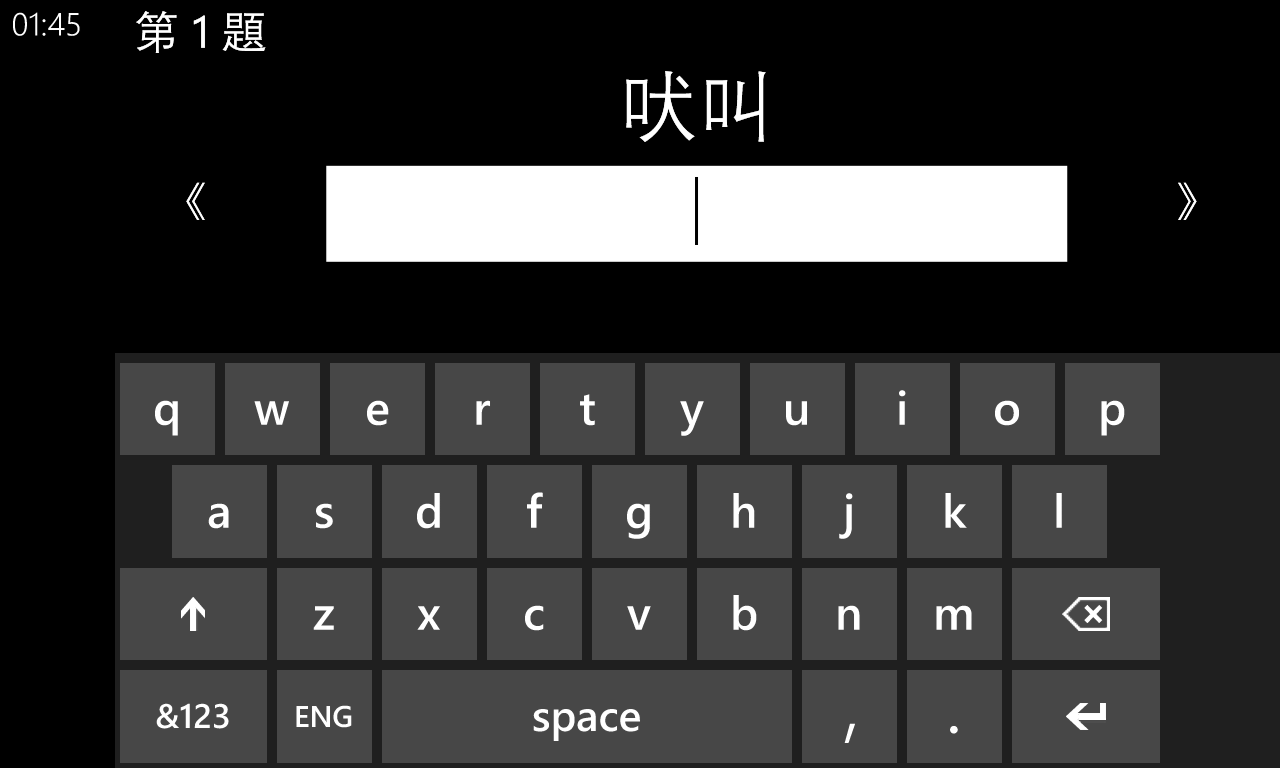 01:45
第 1 題
吠叫
《 》
q w e r t y u i o p
a s d f g h j k l
z x c v b n m
&123 ENG space , .